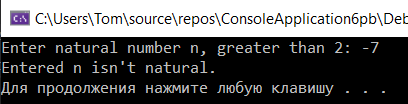 C:\Users\Tom\source\repos\ConsoleApplication6pb\Deb
Enter natural number n, greater than 2: -7
Entered n isn't natural.
Для продолжения нажмите любую клавишу . . .